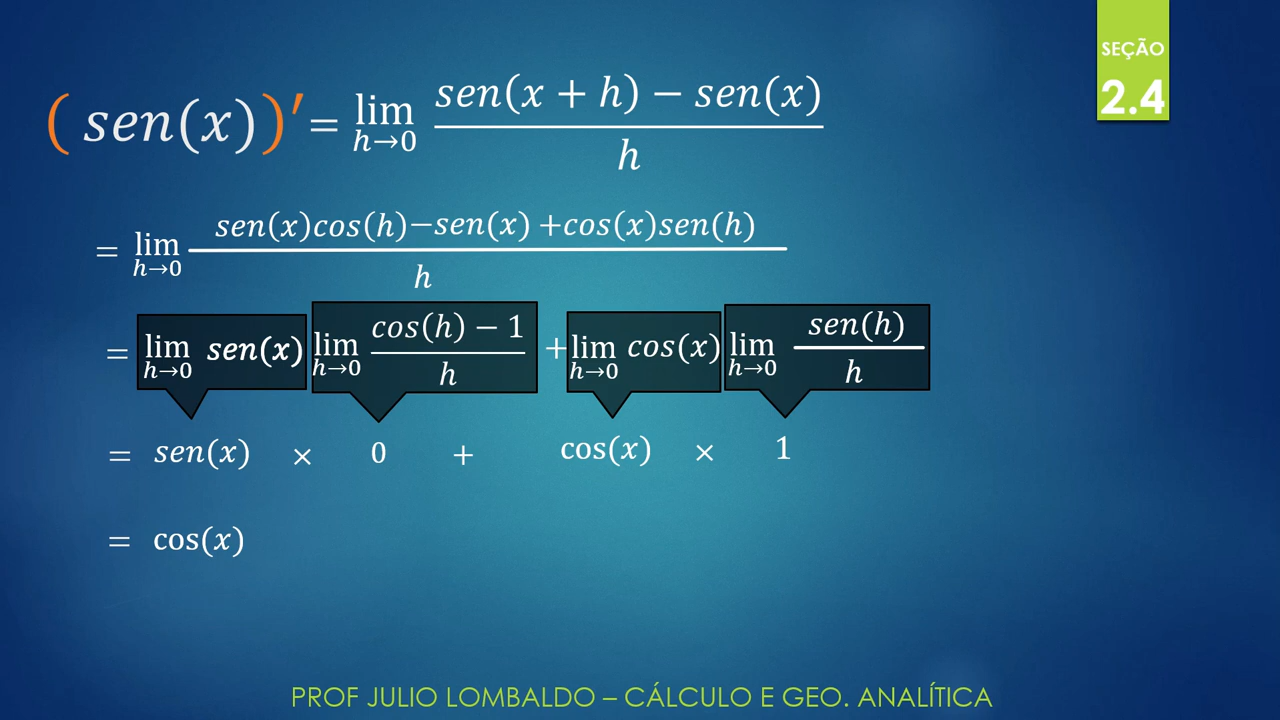 SEÇÃO
2.4
( sen(x))′= lim h→0 sen(x + h) − sen(x) / h
= lim h→0 sen(x)cos(h)−sen(x) +cos(x)sen(h) / h
= lim h→0 sen(x) lim h→0 cos(h) − 1 / h + lim h→0 cos(x) lim h→0 sen(h) / h
= sen(x) × 0 + cos(x) × 1
= cos(x)
PROF JULIO LOMBALDO – CÁLCULO E GEO. ANALÍTICA